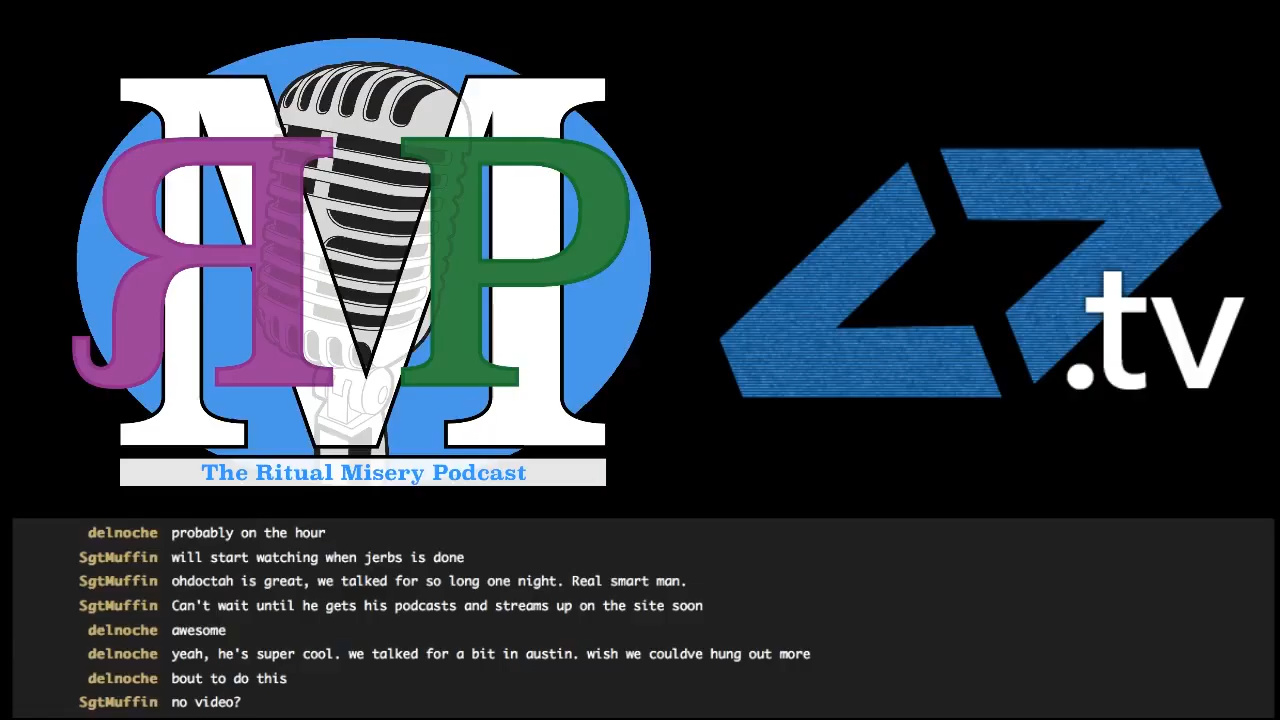 RMP
The Ritual Misery Podcast
.tv
delnoche probably on the hour
SgtMuffin will start watching when jerbs is done
SgtMuffin ohdoctah is great, we talked for so long one night. Real smart man.
SgtMuffin Can't wait until he gets his podcasts and streams up on the site soon
delnoche awesome
delnoche yeah, he's super cool. we talked for a bit in austin. wish we couldve hung out more
delnoche bout to do this
SgtMuffin no video?